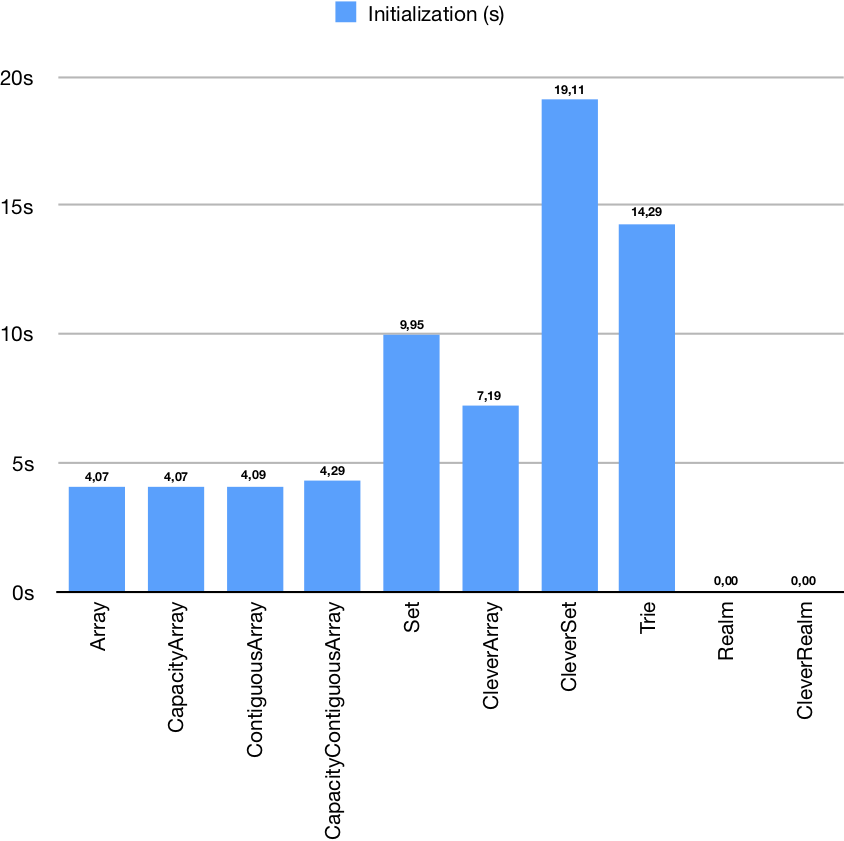 Initialization (s)
20s
15s
10s
5s
0s
4,07
4,07
4,09
4,29
9,95
7,19
19,11
14,29
0,00
0,00
Array
CapacityArray
ContiguousArray
CapacityContiguousArray
Set
CleverArray
CleverSet
Trie
Realm
CleverRealm